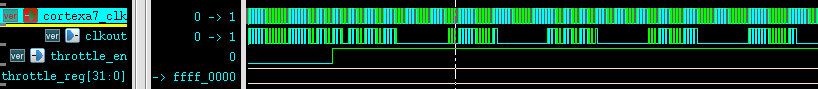 ver cortexa7_clk 0 -> 1
ver clkout 0 -> 1
ver throttle_en 0
throttle_reg[31:0] -> ffff_0000